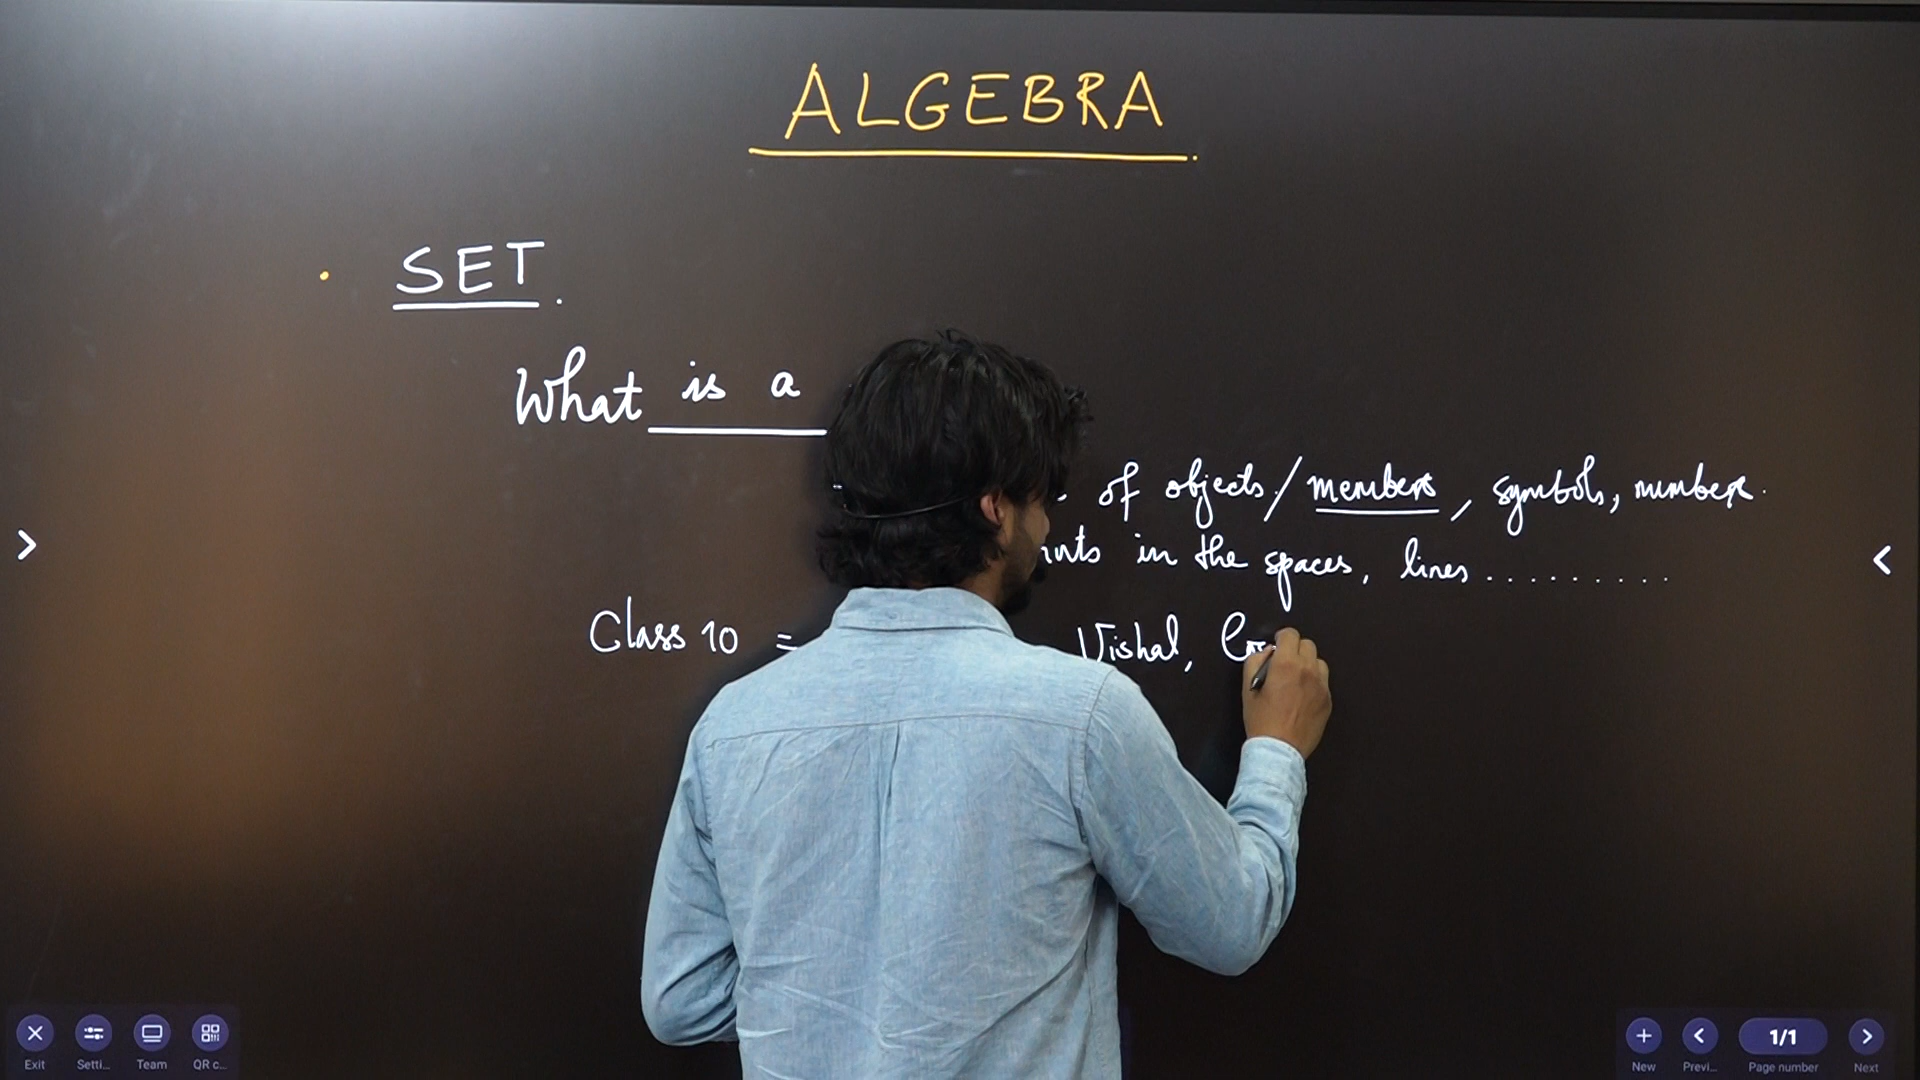 ALGEBRA
. SET.
What is a
of objects / members, symbols, numbers.
in the spaces, lines .........
Class 10 = Vishal,
Exit
Setti...
Team
QR c...
New
Previ...
1/1
Page number
Next